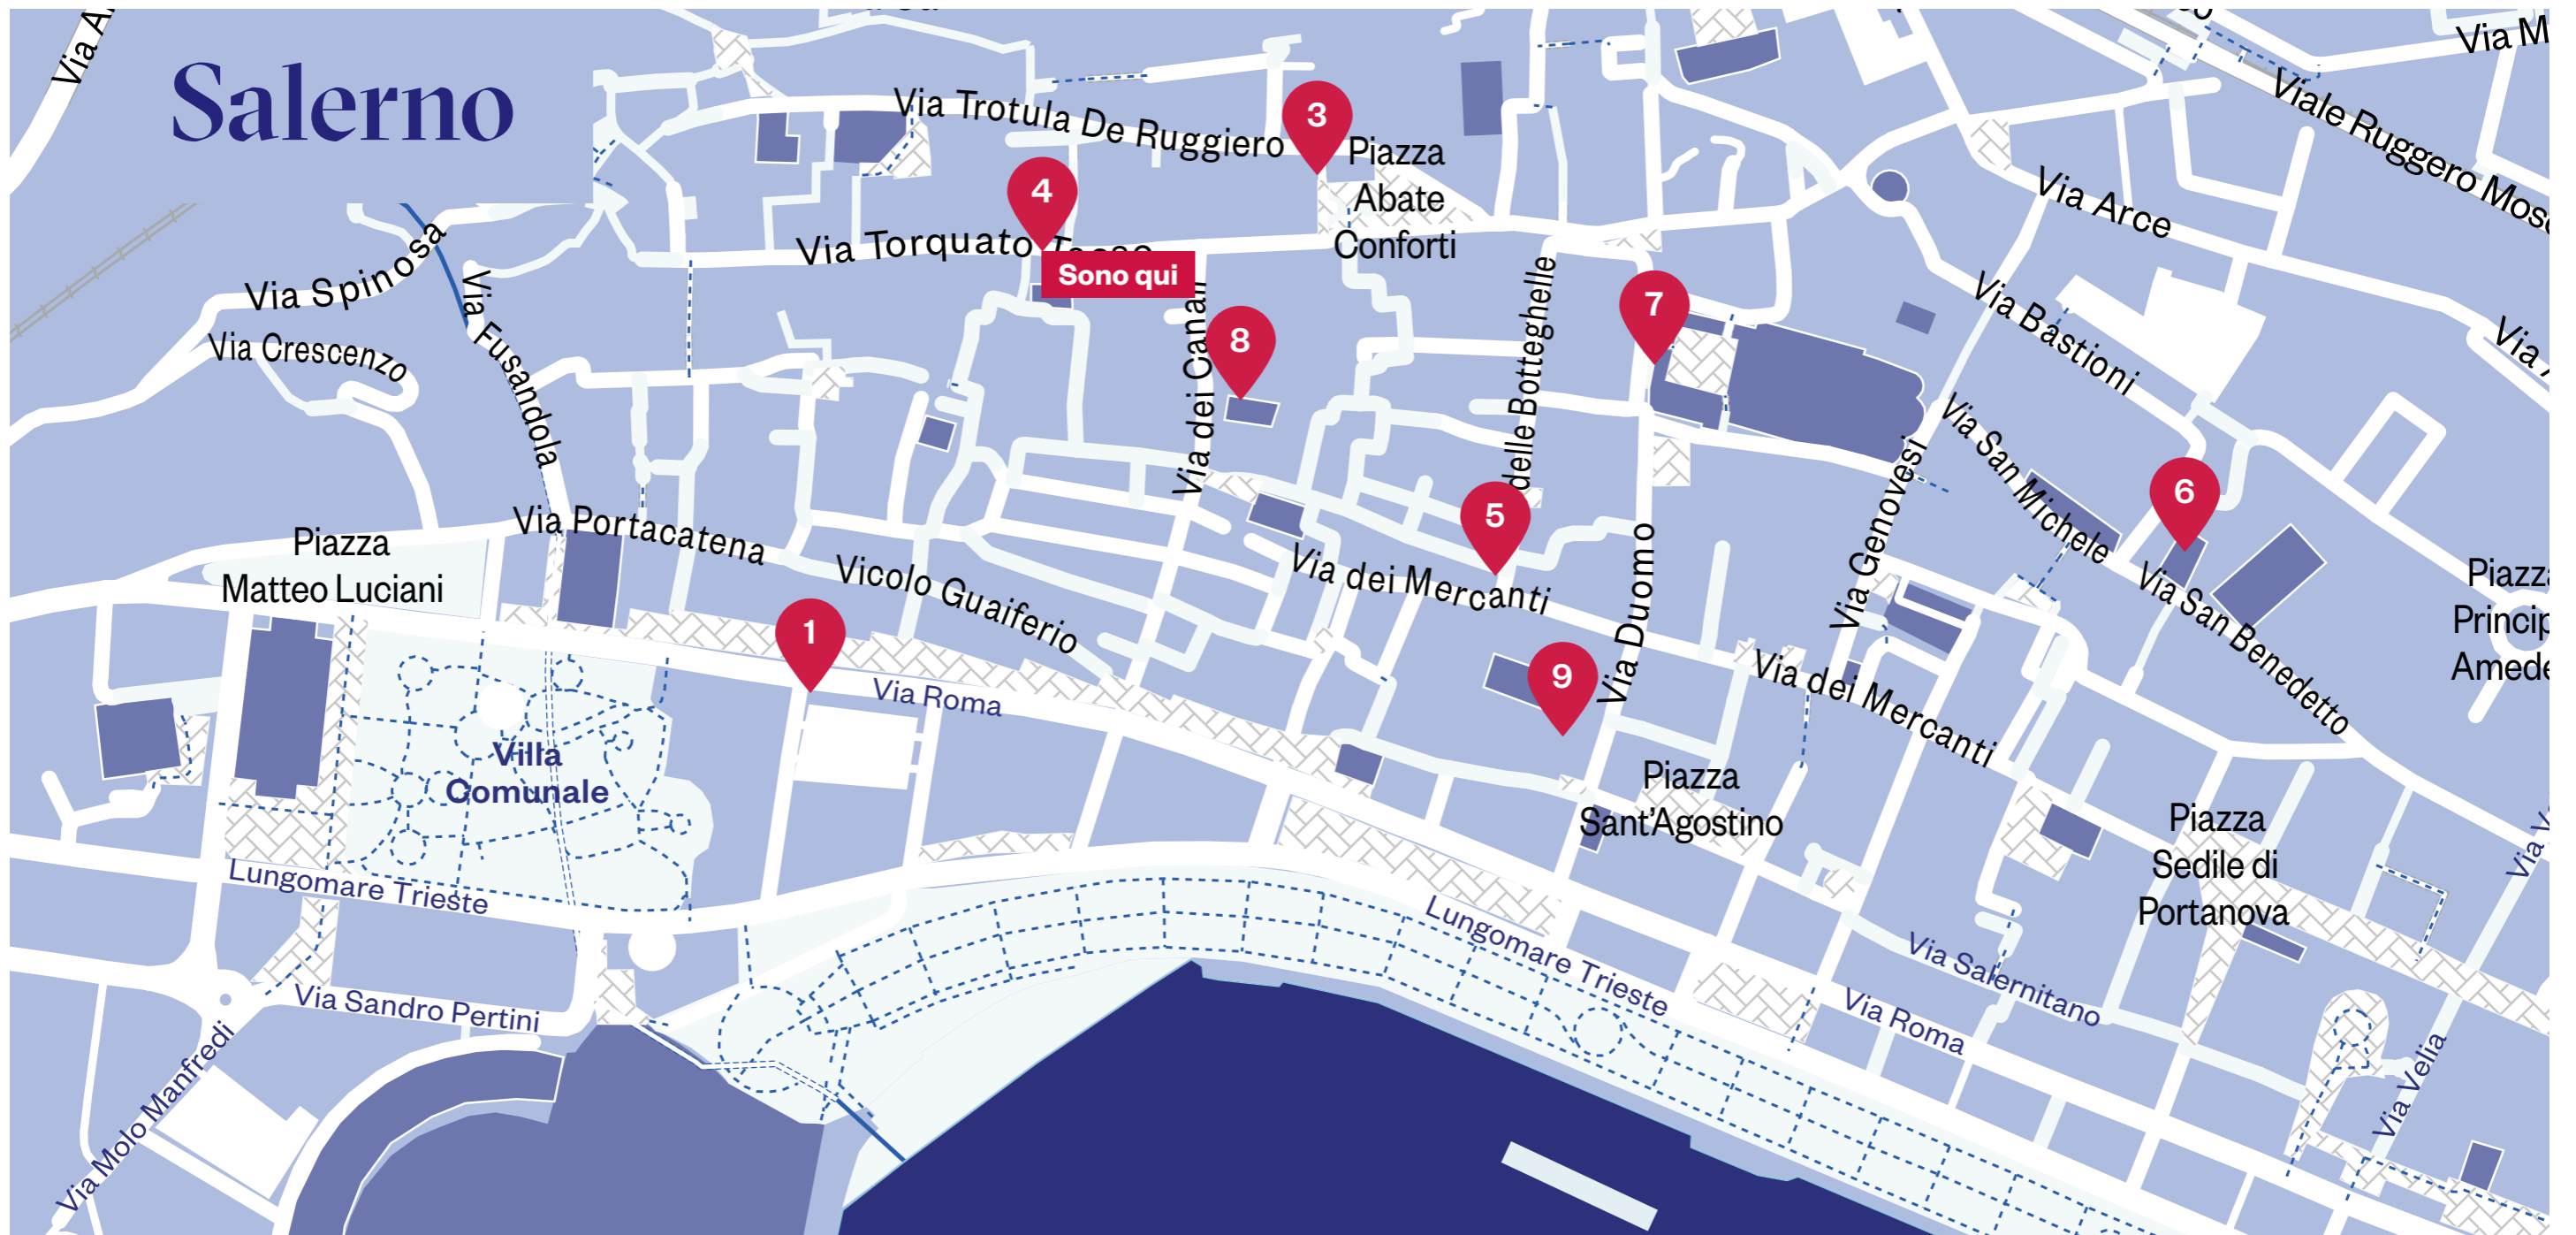 Salerno
Via Trotula De Ruggiero
3
Piazza
Abate
Conforti
4
Via Torquato
Sono qui
Via Spinosa
Via Crescenzo
Via Fusandola
Via dei Canali
8
delle Botteghelle
7
Via Arce
Viale Ruggero
Via Bastioni
Via San Michele
Via Genovesi
6
Via San Benedetto
5
Via dei Mercanti
Via Duomo
9
Via dei Mercanti
Piazza
Matteo Luciani
Via Portacatena
Vicolo Guaiferio
1
Via Roma
Villa
Comunale
Lungomare Trieste
Via Sandro Pertini
Via Molo Manfredi
Piazza
Sant'Agostino
Piazza
Sedile di
Portanova
Lungomare Trieste
Via Salernitano
Via Roma
Via Velia